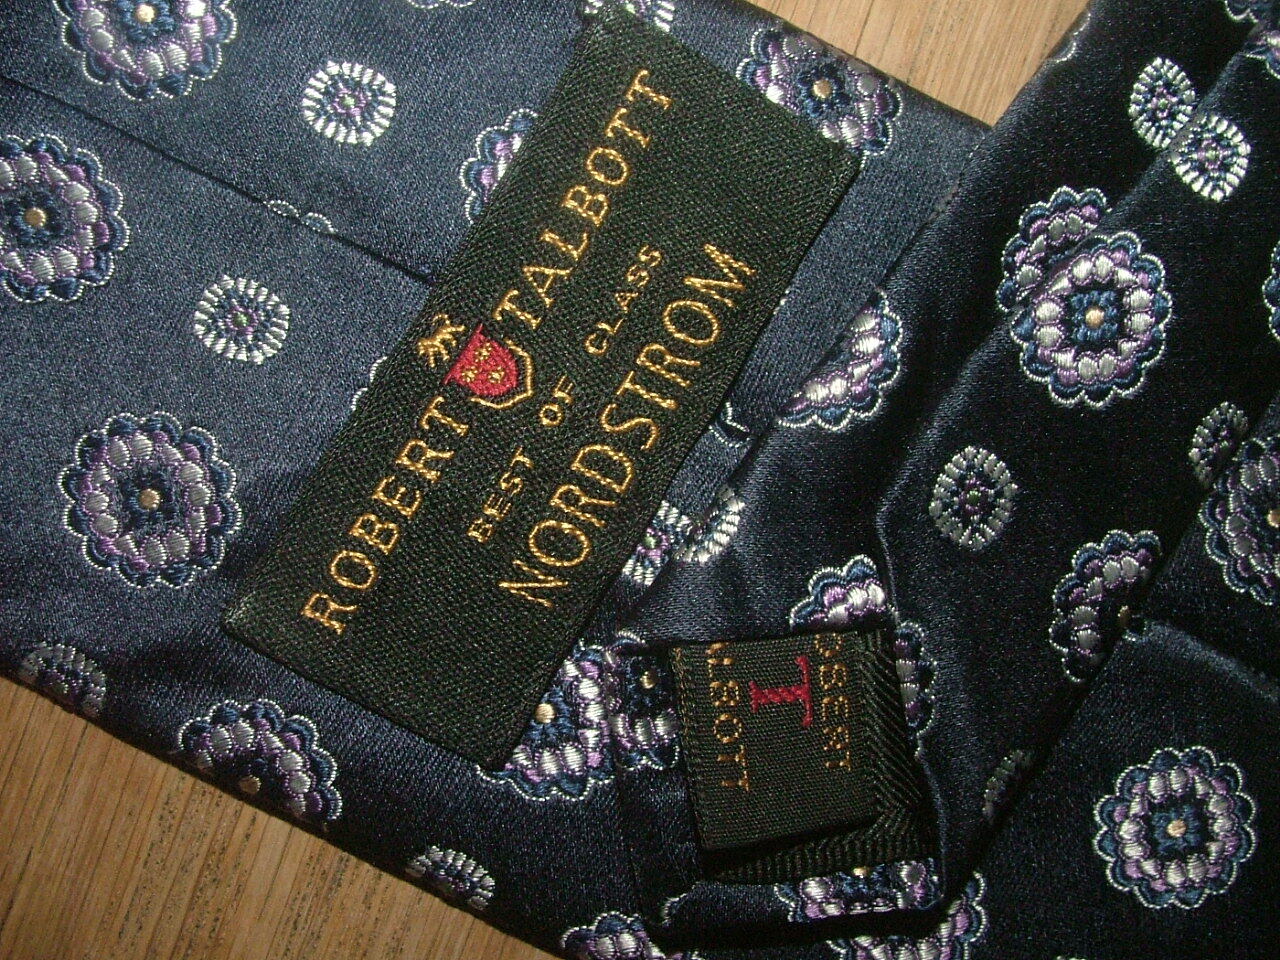 ROBERT TALBOTT
BEST OF CLASS
NORDSTROM
T